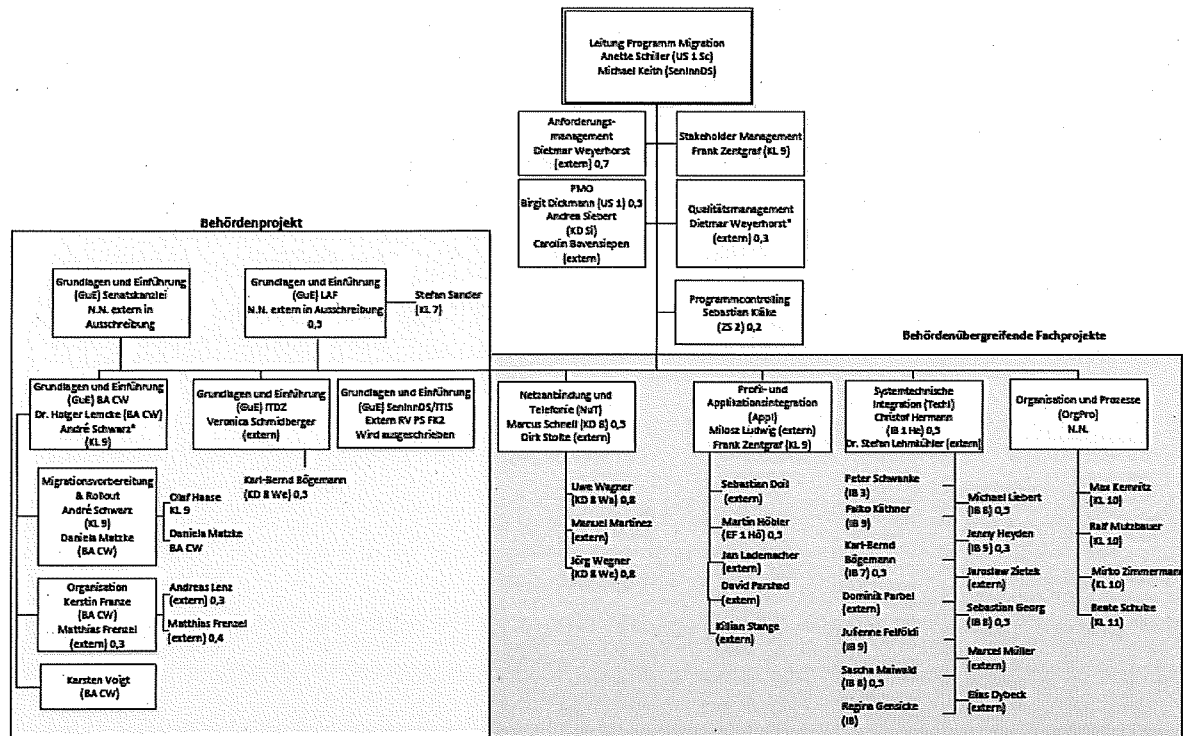 Leitung Programm Migration
Anette Schiller (US 1 Sc)
Michael Keith (SenInnDS)
Anforderungs-
management
Dietmar Weyerhorst
(extern) 0,7
Stakeholder Management
Frank Zentgraf (KL 9)
PMO
Birgit Dickmann (US 1) 0,5
Andrea Siebert
(KD Si)
Carolin Bavensiepen
(extern)
Qualitätsmanagement
Dietmar Weyerhorst*
(extern) 0,3
Programmcontrolling
Sebastian Kläke
(ZS 2) 0,2
Behördenprojekt
Grundlagen und Einführung
(GuE) Senatskanzlei
N.N. extern in
Ausschreibung
Grundlagen und Einführung
(GuE) LAF
N.N. extern in Ausschreibung
0,5
Stefan Sander
(KL 7)
Grundlagen und Einführung
(GuE) BA CW
Dr. Holger Lemcke (BA CW)
André Schwarz*
(KL 9)
Grundlagen und Einführung
(GuE) ITDZ
Veronica Schmidberger
(extern)
Grundlagen und Einführung
(GuE) SenInnDS/ITIS
Extern RV PS FK2
Wird ausgeschrieben
Karl-Bernd Bögemann
(KD 8 We) 0,5
Migrationsvorbereitung
& Rollout
André Schwarz
(KL 9)
Daniela Matzke
(BA CW)
Olaf Haase
KL 9
Daniela Matzke
BA CW
Organisation
Kerstin Franze
(BA CW)
Matthias Frenzel
(extern) 0,3
Andreas Lenz
(extern) 0,3
Matthias Frenzel
(extern) 0,4
Karsten Voigt
(BA CW)
Behördenübergreifende Fachprojekte
Netzanbindung und
Telefonie (NuT)
Marcus Schnell (KD 8) 0,5
Dirk Stolte (extern)
Uwe Wagner
(KD 8 Wa) 0,8
Manuel Martinez
(extern)
Jörg Wegner
(KD 8 We) 0,8
Profil- und
Applikationsintegration
(AppI)
Milosz Ludwig (extern)
Frank Zentgraf (KL 9)
Sebastian Doil
(extern)
Martin Höbler
(EF 1 Hö) 0,5
Jan Lademacher
(extern)
David Parshad
(extern)
Killian Stange
(extern)
Systemtechnische
Integration (TechI)
Christof Hermann
(IB 1 He) 0,5
Dr. Stefan Lehmkühler (extern)
Peter Schwanke
(IB 3)
Falko Käthner
(IB 9)
Karl-Bernd
Bögemann
(IB 7) 0,5
Dominik Parbel
(extern)
Julienne Felföldi
(IB 9)
Sascha Maiwald
(IB 8) 0,5
Regina Gensicke
(IB)
Michael Liebert
(IB 8) 0,5
Jenny Heyden
(IB 9) 0,3
Jaroslaw Zietek
(extern)
Sebastian Georg
(IB 8) 0,5
Marcel Müller
(extern)
Elias Dybeck
(extern)
Organisation und Prozesse
(OrgPro)
N.N.
Max Kemnitz
(KL 10)
Ralf Mutzbauer
(KL 10)
Mirko Zimmermann
(KL 10)
Beate Schulze
(KL 11)